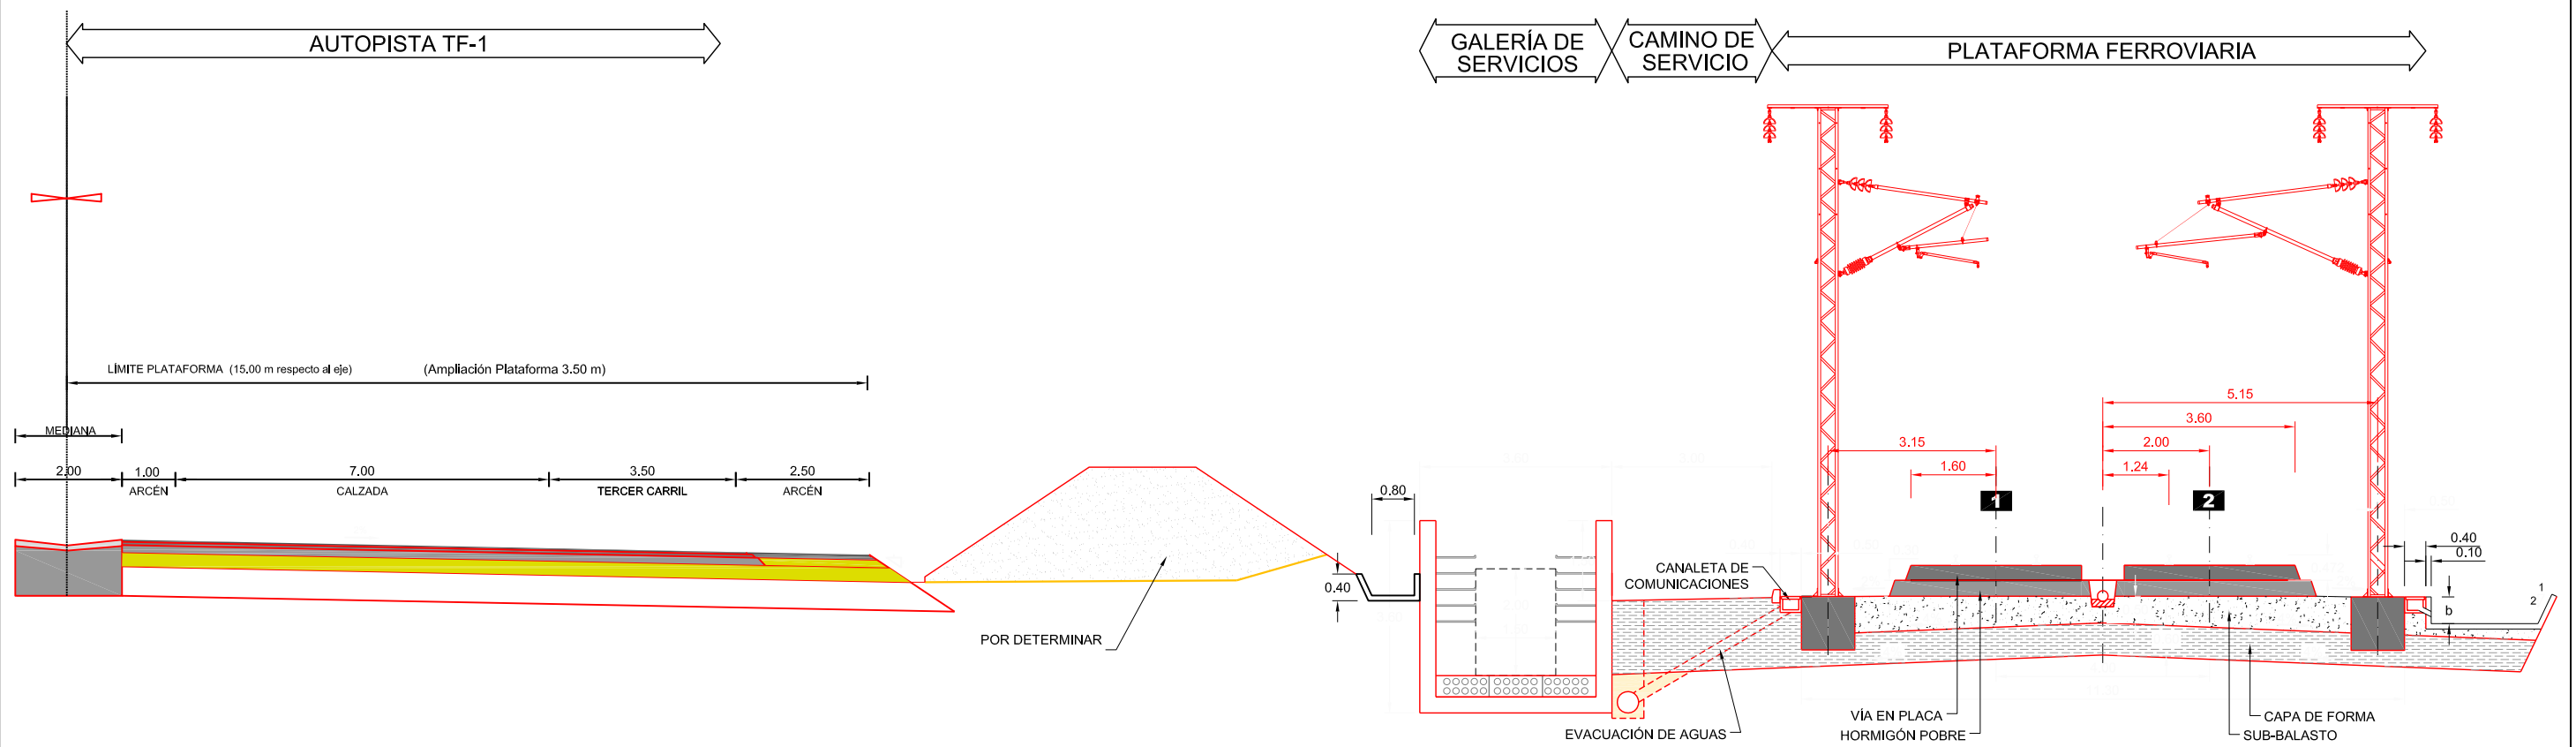 AUTOPISTA TF-1
GALERÍA DE
SERVICIOS
CAMINO DE
SERVICIO
PLATAFORMA FERROVIARIA
LÍMITE PLATAFORMA (15,00 m respecto al eje)
(Ampliación Plataforma 3.50 m)
MEDIANA
2.00
1.00
7.00
3.50
2.50
ARCÉN
CALZADA
TERCER CARRIL
ARCÉN
POR DETERMINAR
0.80
0.40
5.15
3.60
3.15
2.00
1.60
1.24
1
2
0.40
0.10
b
1
2
CANALETA DE
COMUNICACIONES
EVACUACIÓN DE AGUAS
VÍA EN PLACA
HORMIGÓN POBRE
CAPA DE FORMA
SUB-BALASTO